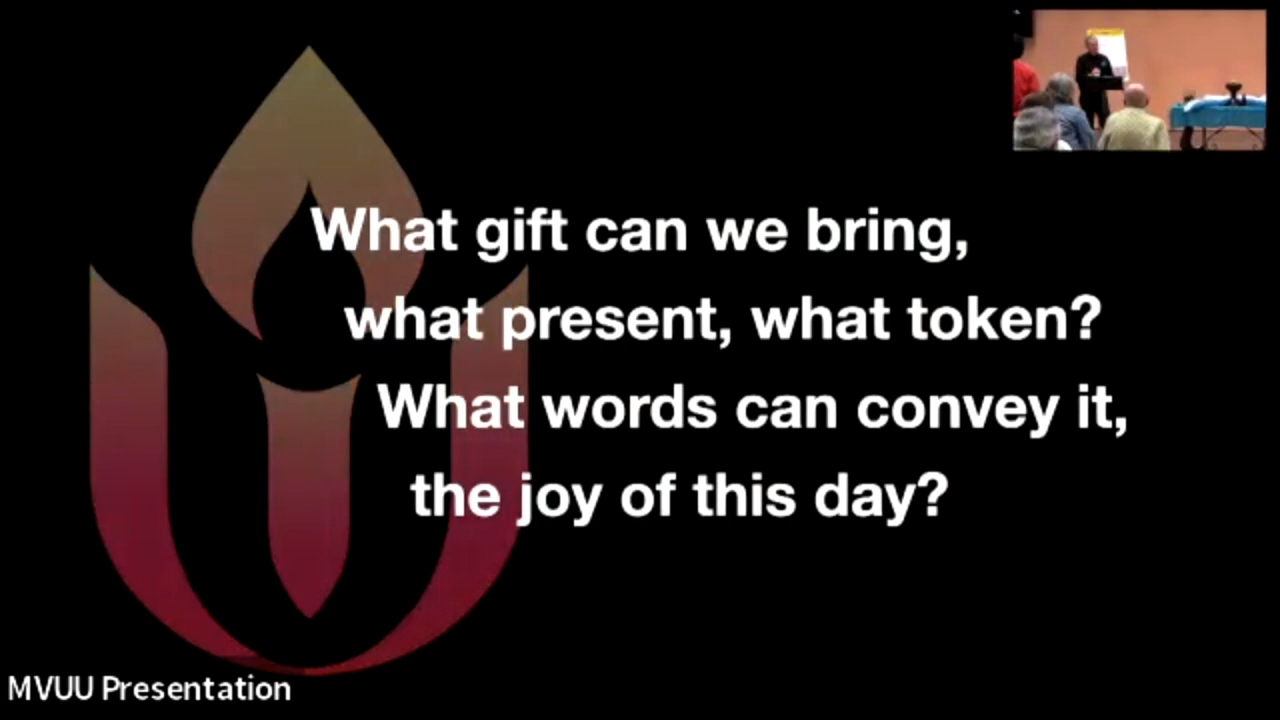 What gift can we bring,
what present, what token?
What words can convey it,
the joy of this day?
MVUU Presentation